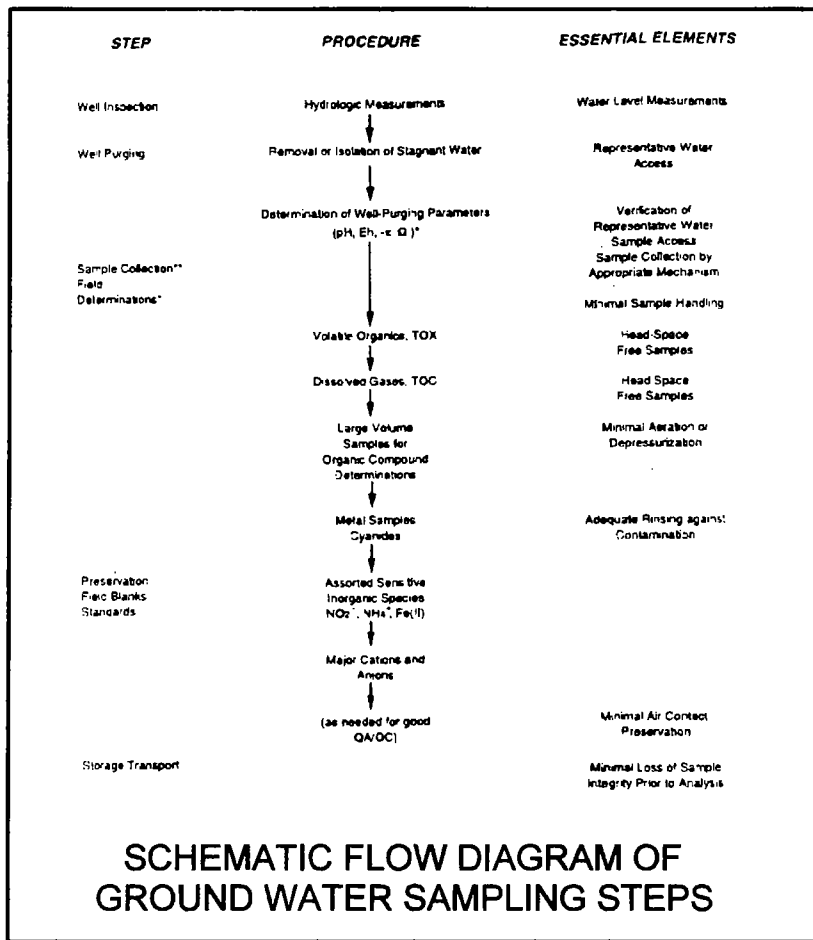 STEP PROCEDURE ESSENTIAL ELEMENTS
Well Inspection Hydrologic Measurements Water Level Measurements
Well Purging Removal or Isolation of Stagnant Water Representative Water
Access
Determination of Well-Purging Parameters Verification of
(pH, Eh, Representative Water
Sample Access
Sample Collection** Sample Collection by
Field Appropriate Mechanism
Determinations* Minimal Sample Handling
Volatile Organics, TOX Head-Space
Free Samples
Dissolved Gases, TOC Head Space
Free Samples
Large Volume Minimal Aeration or
Samples for Depressurization
Organic Compound
Determinations
Metal Samples Adequate Rinsing against
Cyanides Contamination
Preservation Assorted Sensitive
Field Blanks Inorganic Species
Standards NO₂⁻, NH₄⁺, Fe(II)
Major Cations and
Anions
(as needed for good Minimal Air Contact
QA/QC) Preservation
Storage Transport Minimal Loss of Sample
Integrity Prior to Analysis
SCHEMATIC FLOW DIAGRAM OF
GROUND WATER SAMPLING STEPS